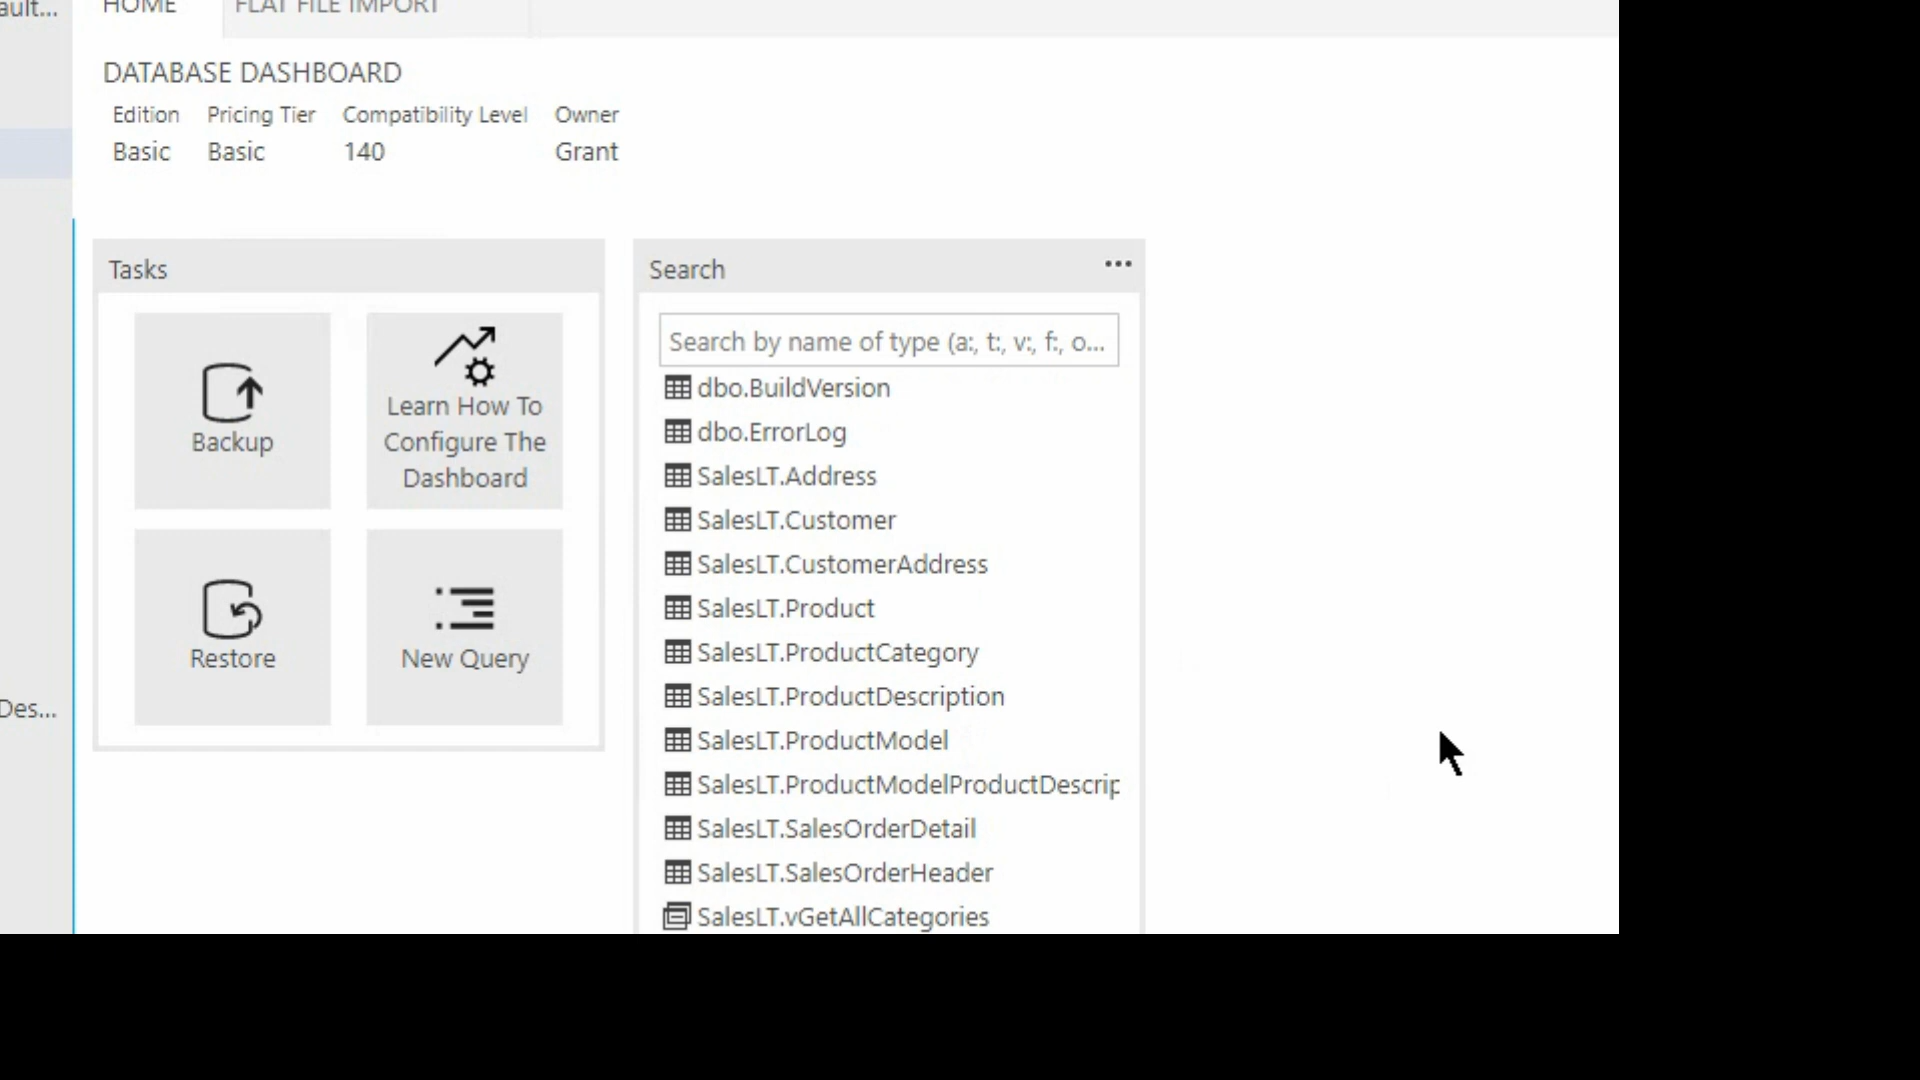 ault...
HOME FLAT FILE IMPORT
DATABASE DASHBOARD
Edition Pricing Tier Compatibility Level Owner
Basic Basic 140 Grant
Tasks
Backup
Learn How To
Configure The
Dashboard
Restore
New Query
Search
Search by name of type (a:, t:, v:, f:, o...
dbo.BuildVersion
dbo.ErrorLog
SalesLT.Address
SalesLT.Customer
SalesLT.CustomerAddress
SalesLT.Product
SalesLT.ProductCategory
SalesLT.ProductDescription
SalesLT.ProductModel
SalesLT.ProductModelProductDescrip
SalesLT.SalesOrderDetail
SalesLT.SalesOrderHeader
SalesLT.vGetAllCategories
Des...